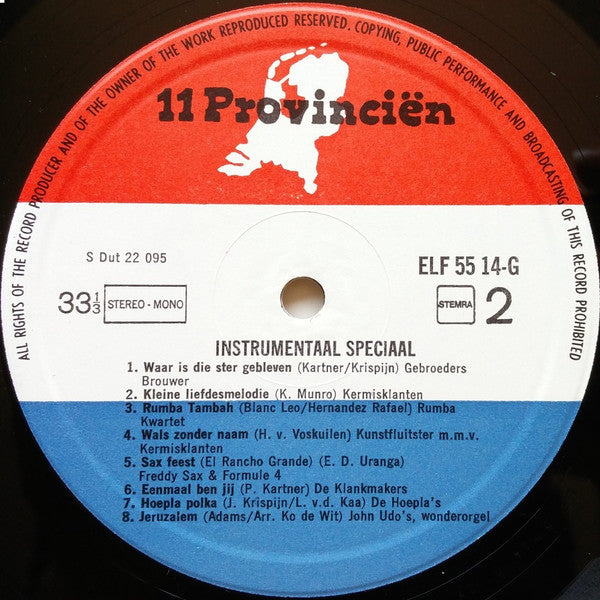 ALL RIGHTS OF THE RECORD PRODUCER AND OF THE OWNER OF THE WORK REPRODUCED RESERVED. COPYING, PUBLIC PERFORMANCE AND BROADCASTING OF THIS RECORD PROHIBITED
11 Provinciën
S Dut 22 095
ELF 55 14-G
33 1/3 STEREO - MONO
STEMRA 2
INSTRUMENTAAL SPECIAAL
1. Waar is die ster gebleven (Kartner/Krispijn) Gebroeders
Brouwer
2. Kleine liefdesmelodie (K. Munro) Kermisklanten
3. Rumba Tambah (Blanc Leo/Hernandez Rafael) Rumba
Kwartet
4. Wals zonder naam (H. v. Voskuilen) Kunstfluitster m.m.v.
Kermisklanten
5. Sax feest (El Rancho Grande) (E. D. Uranga)
Freddy Sax & Formule 4
6. Eenmaal ben jij (P. Kartner) De Klankmakers
7. Hoepla polka (J. Krispijn/L. v.d. Kaa) De Hoepla's
8. Jeruzalem (Adams/Arr. Ko de Wit) John Udo's, wonderorgel